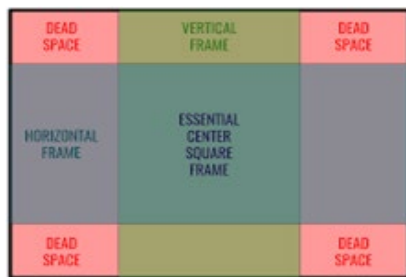 DEAD
SPACE
VERTICAL
FRAME
DEAD
SPACE
HORIZONTAL
FRAME
ESSENTIAL
CENTER
SQUARE
FRAME
DEAD
SPACE
DEAD
SPACE